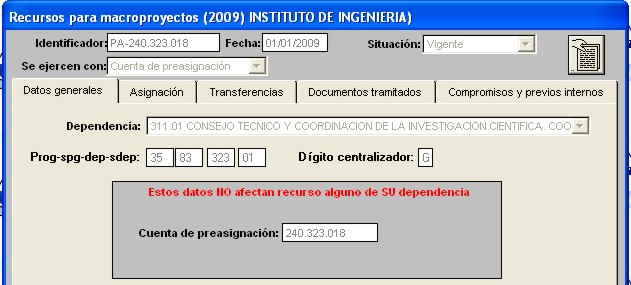 Recursos para macroproyectos (2009) INSTITUTO DE INGENIERIA)
Identificador: PA-240.323.018 Fecha: 01/01/2009 Situación: Vigente
Se ejercen con: Cuenta de preasignación
Datos generales Asignación Transferencias Documentos tramitados Compromisos y previos internos
Dependencia: 311.01 CONSEJO TECNICO Y COORDINACION DE LA INVESTIGACION CIENTIFICA. COO
Prog-spg-dep-sdep: 35 83 323 01 Dígito centralizador: G
Estos datos NO afectan recurso alguno de SU dependencia
Cuenta de preasignación: 240.323.018